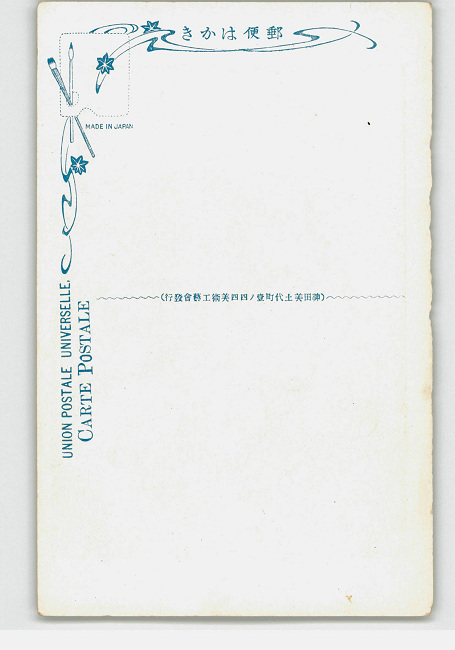 郵便はかき
MADE IN JAPAN
(神田美土代町壹ノ四四美術工藝會發行)
UNION POSTALE UNIVERSELLE.
CARTE POSTALE